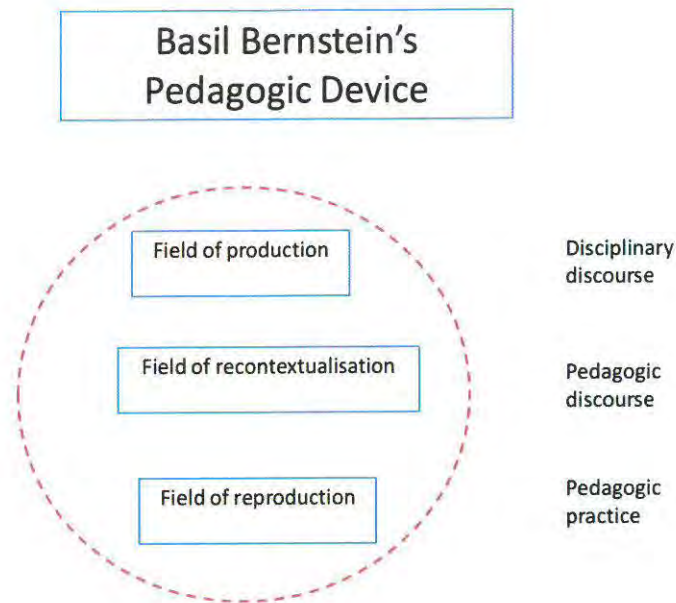 Basil Bernstein's
Pedagogic Device
Field of production
Disciplinary
discourse
Field of recontextualisation
Pedagogic
discourse
Field of reproduction
Pedagogic
practice